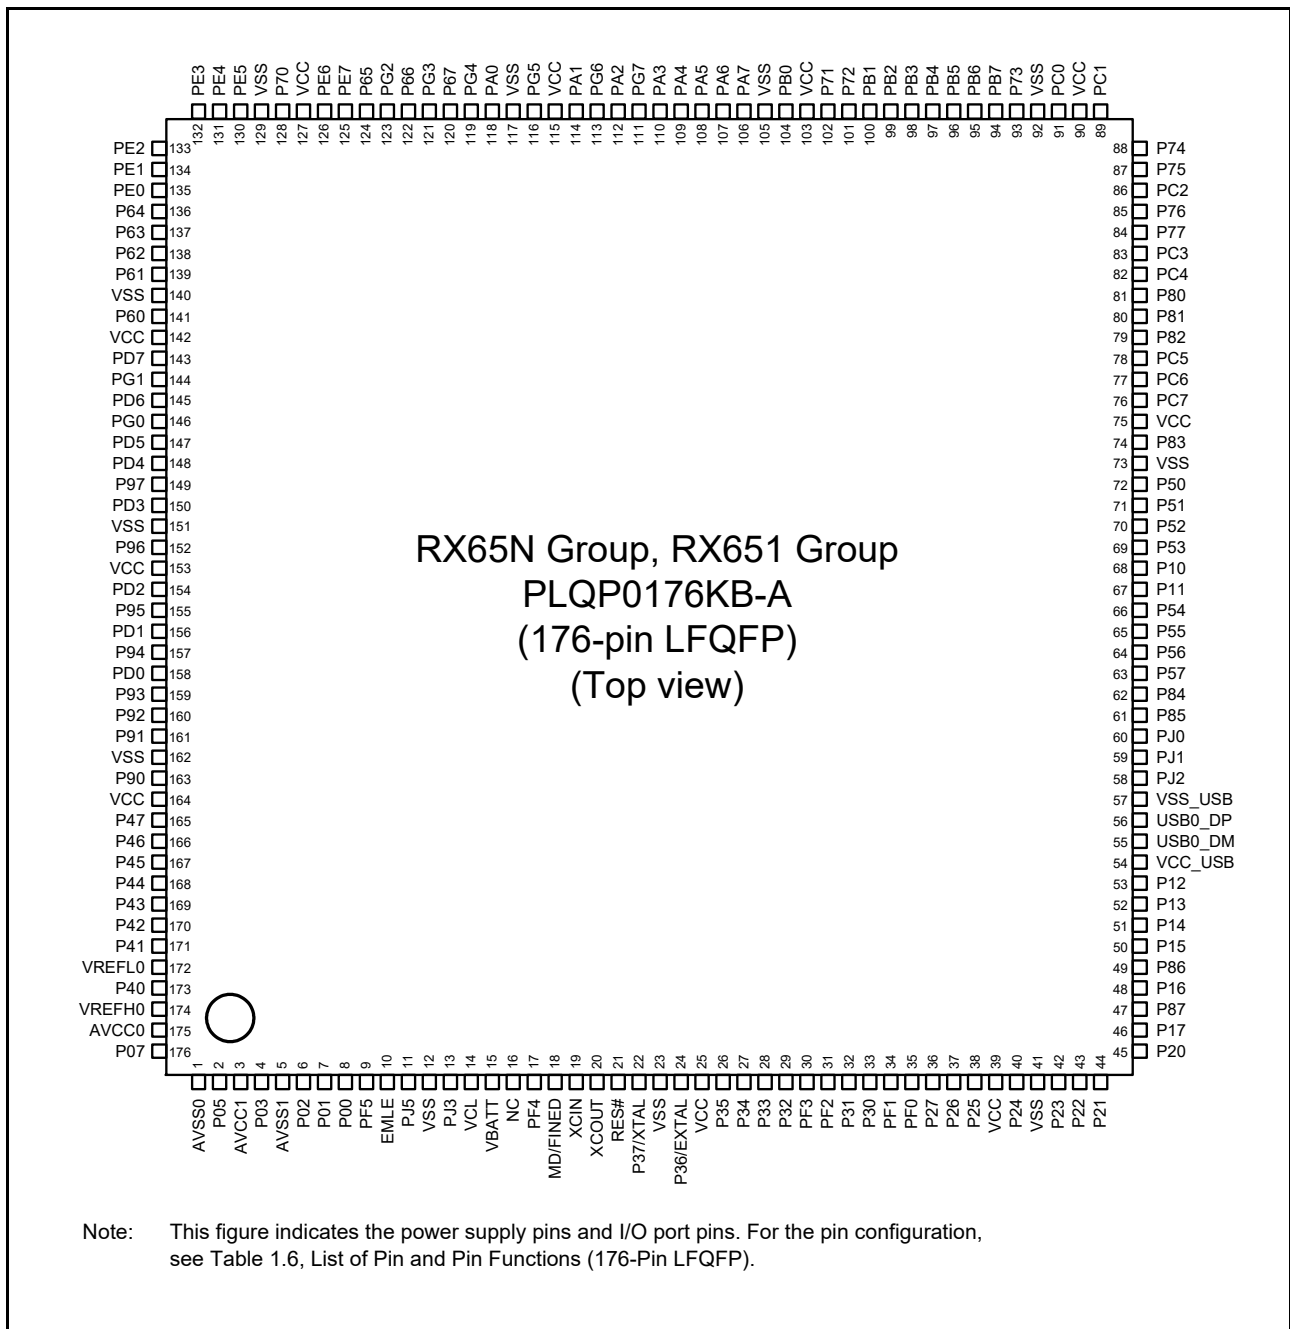 PE3 PE4 PE5 VSS P70 VCC PE6 PE7 P65 PG2 P66 PG3 P67 PG4 PA0 VSS PG5 VCC PA1 PG6 PA2 PG7 PA3 PA4 PA5 PA6 PA7 VSS PB0 VCC P71 P72 PB1 PB2 PB3 PB4 PB5 PB6 PB7 P73 VSS PC0 VCC PC1
132 131 130 129 128 127 126 125 124 123 122 121 120 119 118 117 116 115 114 113 112 111 110 109 108 107 106 105 104 103 102 101 100 99 98 97 96 95 94 93 92 91 90 89
PE2 133 88 P74
PE1 134 87 P75
PE0 135 86 PC2
P64 136 85 P76
P63 137 84 P77
P62 138 83 PC3
P61 139 82 PC4
VSS 140 81 P80
P60 141 80 P81
VCC 142 79 P82
PD7 143 78 PC5
PG1 144 77 PC6
PD6 145 76 PC7
PG0 146 75 VCC
PD5 147 74 P83
PD4 148 73 VSS
P97 149 72 P50
PD3 150 71 P51
VSS 151 70 P52
P96 152 69 P53
VCC 153 68 P10
PD2 154 67 P11
P95 155 66 P54
PD1 156 65 P55
P94 157 64 P56
PD0 158 63 P57
P93 159 62 P84
P92 160 61 P85
P91 161 60 PJ0
VSS 162 59 PJ1
P90 163 58 PJ2
VCC 164 57 VSS_USB
P47 165 56 USB0_DP
P46 166 55 USB0_DM
P45 167 54 VCC_USB
P44 168 53 P12
P43 169 52 P13
P42 170 51 P14
P41 171 50 P15
VREFL0 172 49 P86
P40 173 48 P16
VREFH0 174 47 P87
AVCC0 175 46 P17
P07 176 45 P20
RX65N Group, RX651 Group
PLQP0176KB-A
(176-pin LFQFP)
(Top view)
1 2 3 4 5 6 7 8 9 10 11 12 13 14 15 16 17 18 19 20 21 22 23 24 25 26 27 28 29 30 31 32 33 34 35 36 37 38 39 40 41 42 43 44
AVSS0 P05 AVCC1 P03 AVSS1 P02 P01 P00 PF5 EMLE PJ5 VSS PJ3 VCL VBATT NC PF4 MD/FINED XCIN XCOUT RES# P37/XTAL VSS P36/EXTAL VCC P35 P34 P33 P32 PF3 PF2 P31 P30 PF1 PF0 P27 P26 P25 VCC P24 VSS P23 P22 P21
Note: This figure indicates the power supply pins and I/O port pins. For the pin configuration,
see Table 1.6, List of Pin and Pin Functions (176-Pin LFQFP).